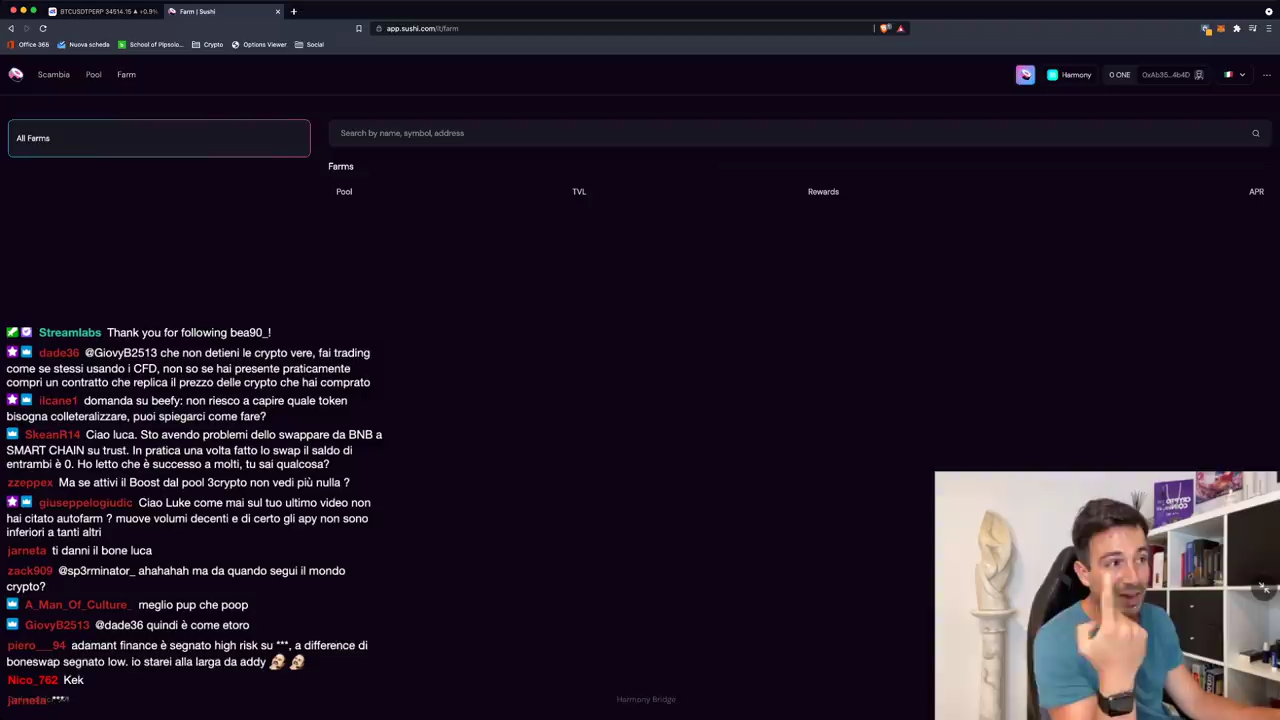 BTCUSDTPERP 34514.15 ▲ +0.9%
Farm | Sushi
app.sushi.com/it/farm
Office 365
Nuova scheda
School of Pipsolo...
Crypto
Options Viewer
Social
Scambia
Pool
Farm
Harmony
0 ONE
0xAb35...4b4D
All Farms
Search by name, symbol, address
Farms
Pool
TVL
Rewards
APR
Streamlabs Thank you for following bea90_!
dade36 @GiovyB2513 che non detieni le crypto vere, fai trading
come se stessi usando i CFD, non so se hai presente praticamente
compri un contratto che replica il prezzo delle crypto che hai comprato
ilcane1 domanda su beefy: non riesco a capire quale token
bisogna colleteralizzare, puoi spiegarci come fare?
SkeanR14 Ciao luca. Sto avendo problemi dello swappare da BNB a
SMART CHAIN su trust. In pratica una volta fatto lo swap il saldo di
entrambi è 0. Ho letto che è successo a molti, tu sai qualcosa?
zzeppex Ma se attivi il Boost dal pool 3crypto non vedi più nulla ?
giuseppelogiudic Ciao Luke come mai sul tuo ultimo video non
hai citato autofarm ? muove volumi decenti e di certo gli apy non sono
inferiori a tanti altri
jarneta ti danni il bone luca
zack909 @sp3rminator_ ahahahah ma da quando segui il mondo
crypto?
A_Man_Of_Culture_ meglio pup che poop
GiovyB2513 @dade36 quindi è come etoro
piero___94 adamant finance è segnato high risk su ***, a differenza di
boneswap segnato low. io starei alla larga da addy
Nico_762 Kek
jarneta ***
Harmony Bridge